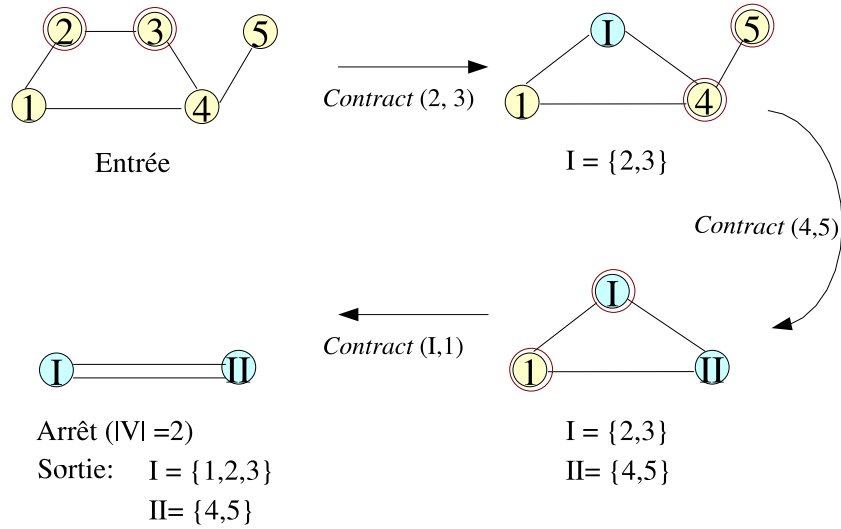 2
3
5
1
4
Entrée
Contract (2, 3)
I
5
1
4
I = {2,3}
Contract (4,5)
I
1
II
I = {2,3}
II= {4,5}
Contract (I,1)
I
II
Arrêt (|V| =2)
Sortie: I = {1,2,3}
II= {4,5}